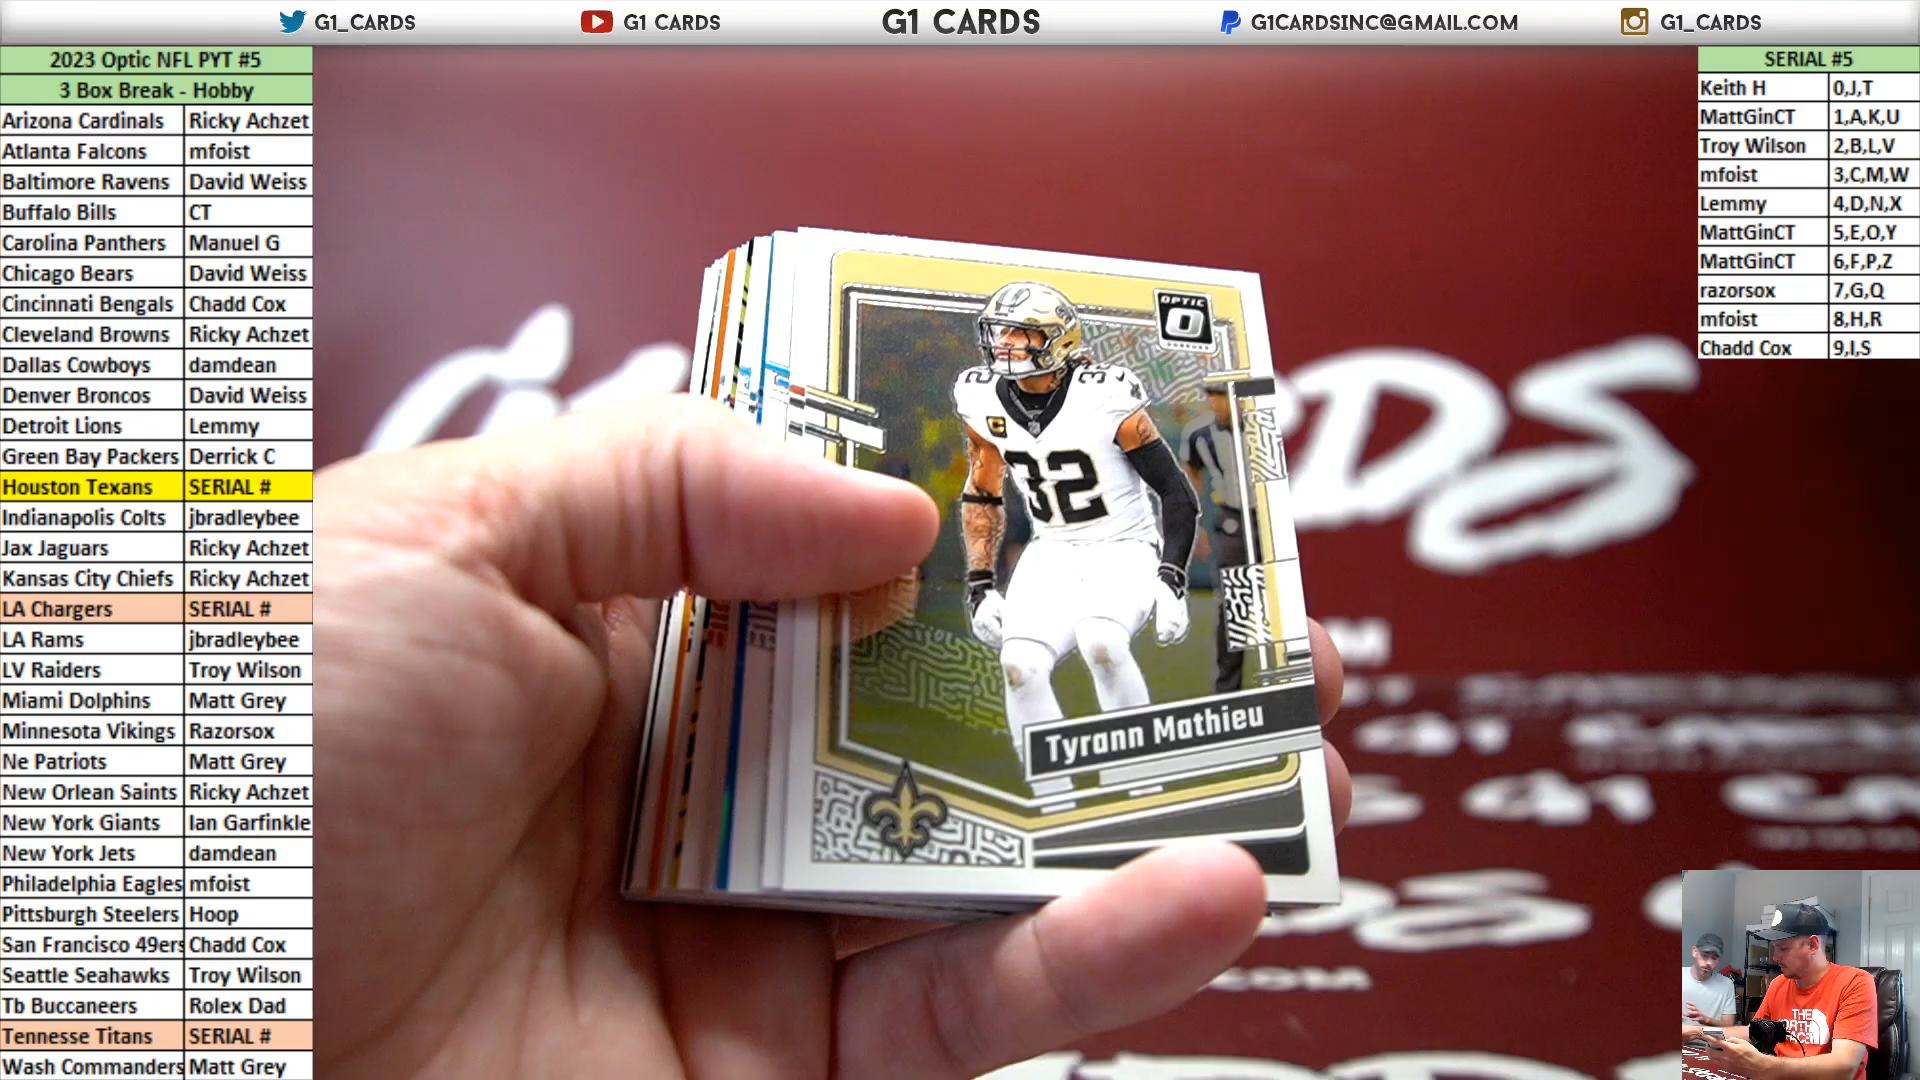 G1_CARDS
G1 CARDS
G1 CARDS
G1CARDSINC@GMAIL.COM
G1_CARDS
2023 Optic NFL PYT #5
3 Box Break - Hobby
Arizona Cardinals Ricky Achzet
Atlanta Falcons mfoist
Baltimore Ravens David Weiss
Buffalo Bills CT
Carolina Panthers Manuel G
Chicago Bears David Weiss
Cincinnati Bengals Chadd Cox
Cleveland Browns Ricky Achzet
Dallas Cowboys damdean
Denver Broncos David Weiss
Detroit Lions Lemmy
Green Bay Packers Derrick C
Houston Texans SERIAL #
Indianapolis Colts jbradleybee
Jax Jaguars Ricky Achzet
Kansas City Chiefs Ricky Achzet
LA Chargers SERIAL #
LA Rams jbradleybee
LV Raiders Troy Wilson
Miami Dolphins Matt Grey
Minnesota Vikings Razorsox
Ne Patriots Matt Grey
New Orlean Saints Ricky Achzet
New York Giants Ian Garfinkle
New York Jets damdean
Philadelphia Eagles mfoist
Pittsburgh Steelers Hoop
San Francisco 49ers Chadd Cox
Seattle Seahawks Troy Wilson
Tb Buccaneers Rolex Dad
Tennesse Titans SERIAL #
Wash Commanders Matt Grey
OPTIC
32
C
32
Tyrann Mathieu
SERIAL #5
Keith H 0,J,T
MattGinCT 1,A,K,U
Troy Wilson 2,B,L,V
mfoist 3,C,M,W
Lemmy 4,D,N,X
MattGinCT 5,E,O,Y
MattGinCT 6,F,P,Z
razorsox 7,G,Q
mfoist 8,H,R
Chadd Cox 9,I,S
THE
NORTH
FACE